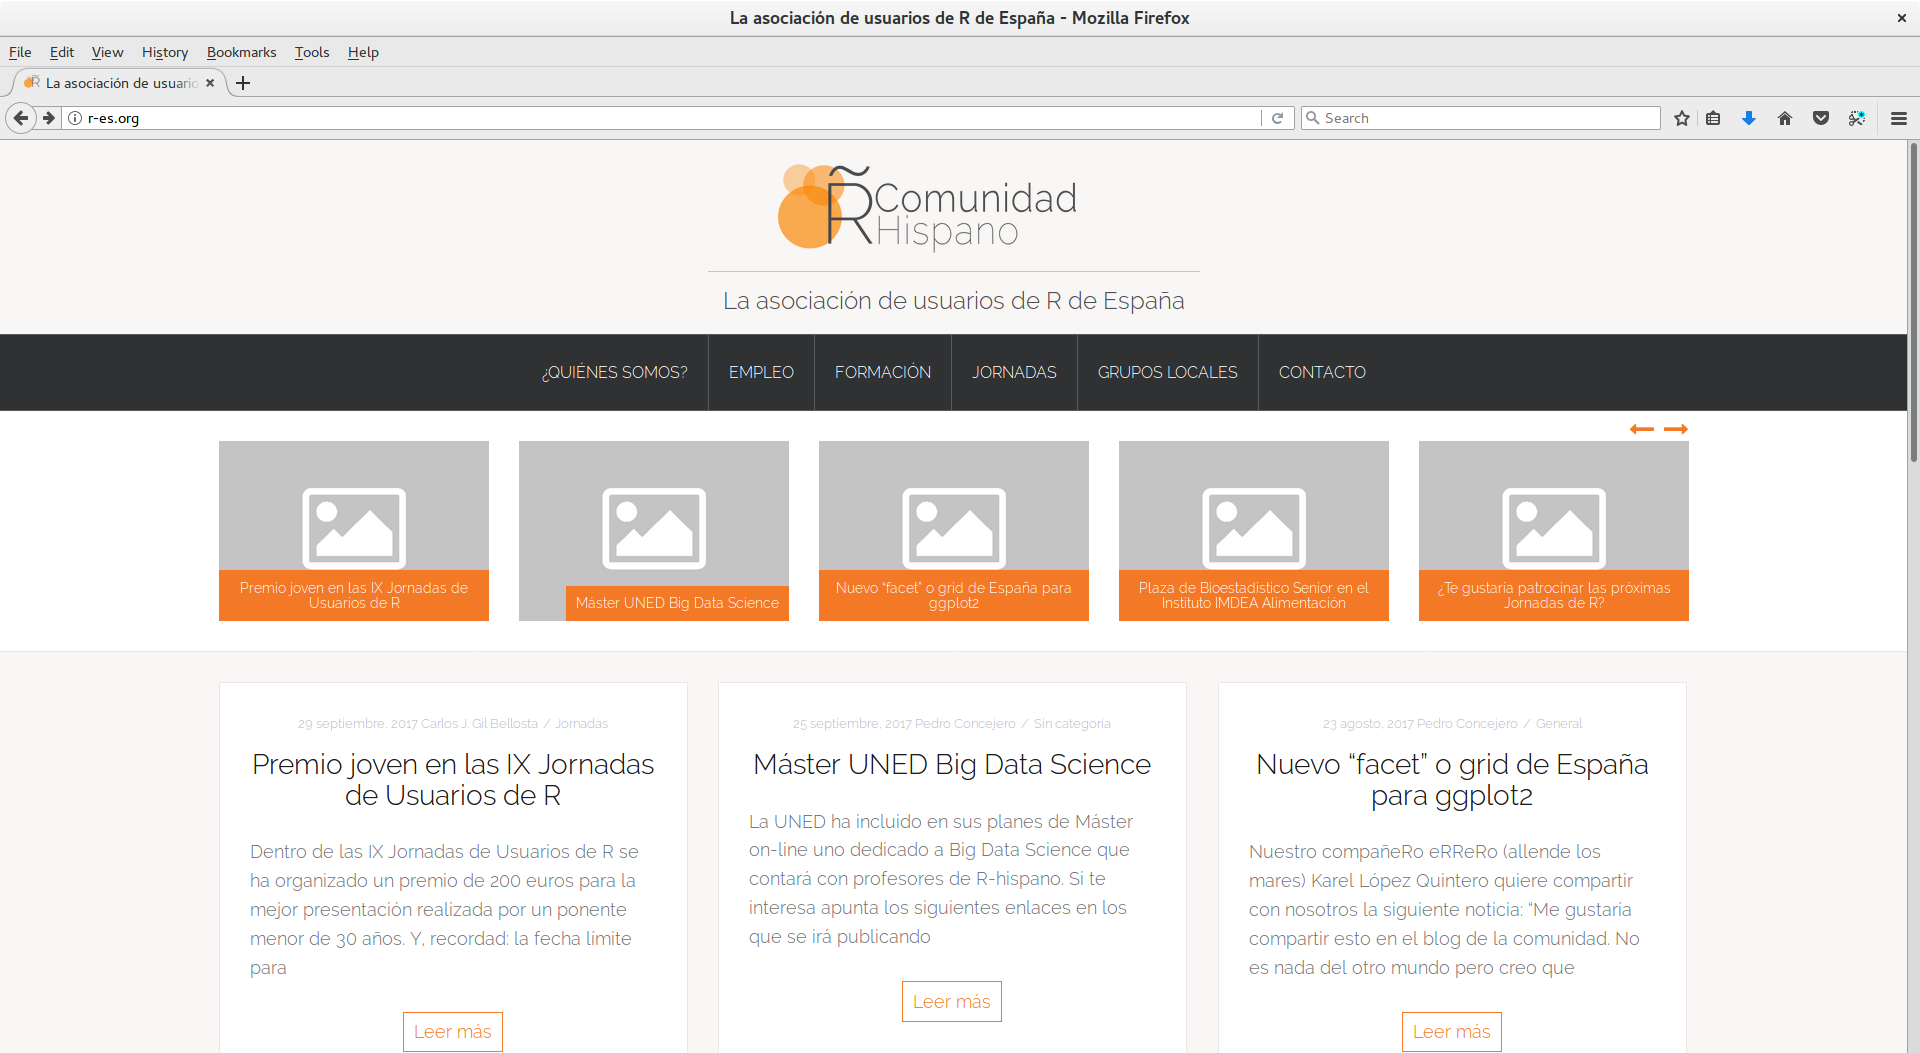 La asociación de usuarios de R de España - Mozilla Firefox
File Edit View History Bookmarks Tools Help
La asociación de usuario
r-es.org
Search
R̃ Comunidad
Hispano
La asociación de usuarios de R de España
¿QUIÉNES SOMOS? EMPLEO FORMACIÓN JORNADAS GRUPOS LOCALES CONTACTO
Premio joven en las IX Jornadas de
Usuarios de R
Máster UNED Big Data Science
Nuevo “facet” o grid de España para
ggplot2
Plaza de Bioestadístico Senior en el
Instituto IMDEA Alimentación
¿Te gustaría patrocinar las próximas
Jornadas de R?
29 septiembre, 2017 Carlos J. Gil Bellosta / Jornadas
Premio joven en las IX Jornadas
de Usuarios de R
Dentro de las IX Jornadas de Usuarios de R se
ha organizado un premio de 200 euros para la
mejor presentación realizada por un ponente
menor de 30 años. Y, recordad: la fecha límite
para
Leer más
25 septiembre, 2017 Pedro Concejero / Sin categoría
Máster UNED Big Data Science
La UNED ha incluido en sus planes de Máster
on-line uno dedicado a Big Data Science que
contará con profesores de R-hispano. Si te
interesa apunta los siguientes enlaces en los
que se irá publicando
Leer más
23 agosto, 2017 Pedro Concejero / General
Nuevo “facet” o grid de España
para ggplot2
Nuestro compañeRo eRReRo (allende los
mares) Karel López Quintero quiere compartir
con nosotros la siguiente noticia: “Me gustaría
compartir esto en el blog de la comunidad. No
es nada del otro mundo pero creo que
Leer más